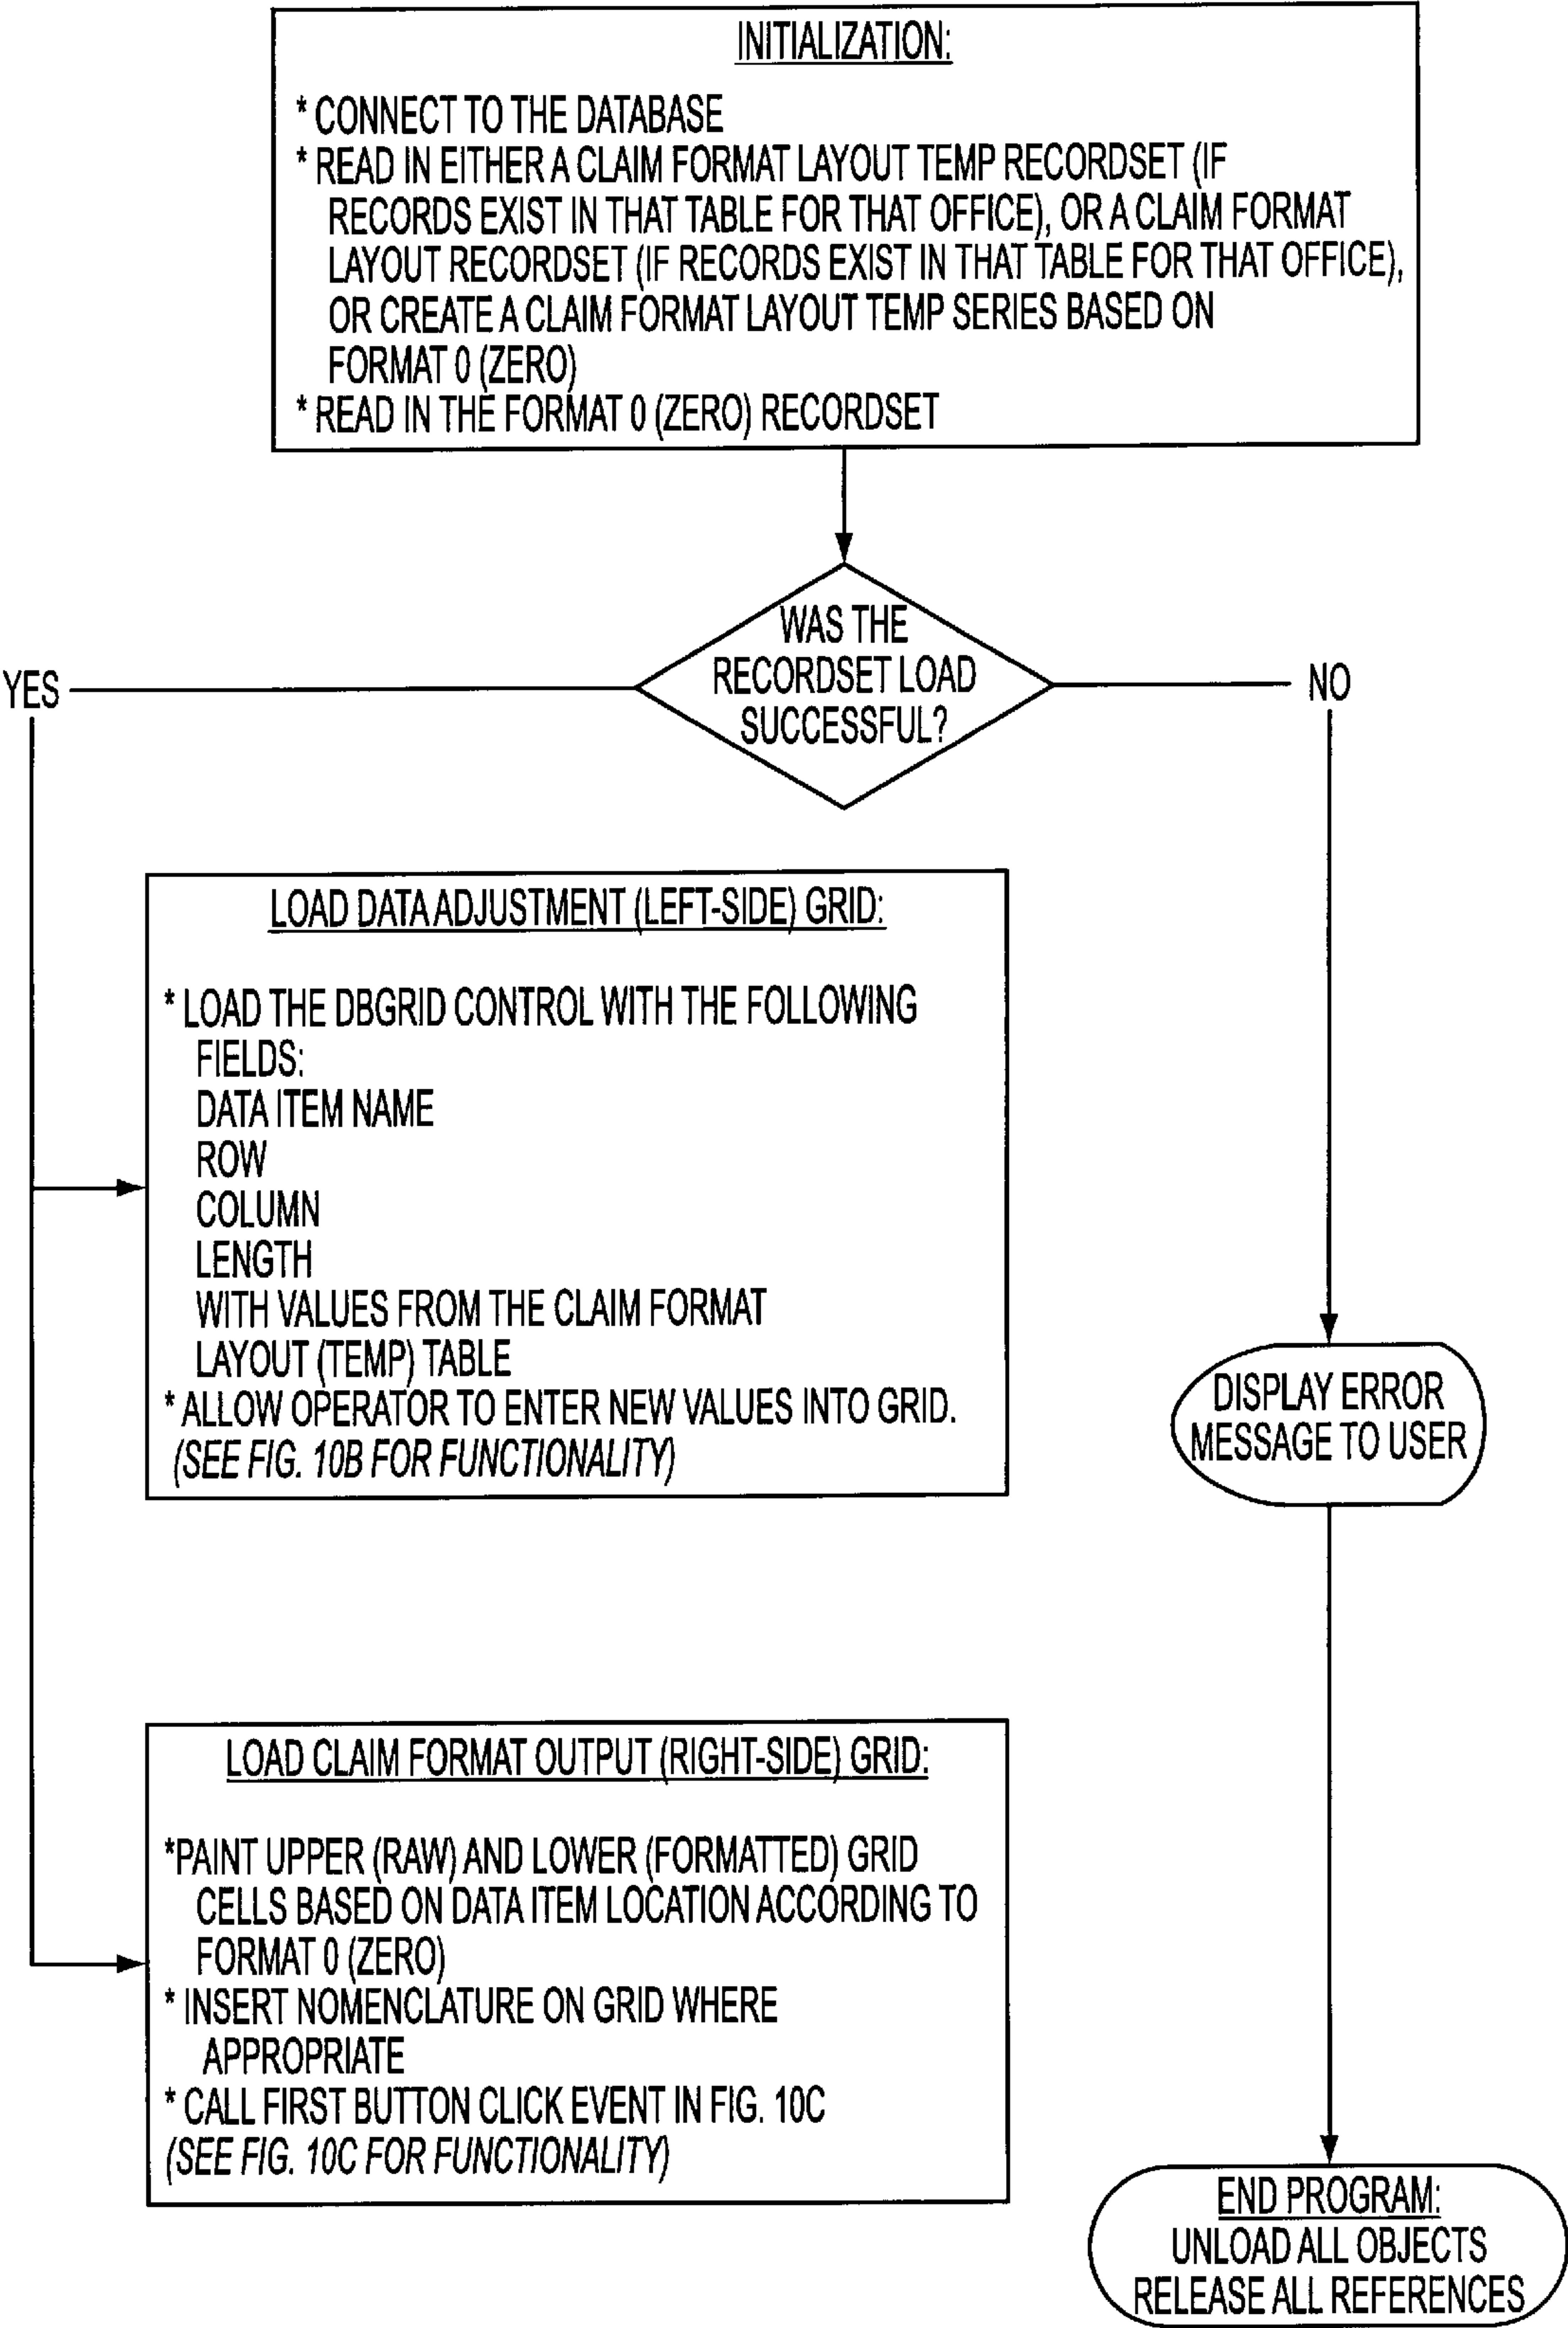 INITIALIZATION:
* CONNECT TO THE DATABASE
* READ IN EITHER A CLAIM FORMAT LAYOUT TEMP RECORDSET (IF
RECORDS EXIST IN THAT TABLE FOR THAT OFFICE), OR A CLAIM FORMAT
LAYOUT RECORDSET (IF RECORDS EXIST IN THAT TABLE FOR THAT OFFICE),
OR CREATE A CLAIM FORMAT LAYOUT TEMP SERIES BASED ON
FORMAT 0 (ZERO)
* READ IN THE FORMAT 0 (ZERO) RECORDSET
WAS THE
RECORDSET LOAD
SUCCESSFUL?
YES
NO
LOAD DATA ADJUSTMENT (LEFT-SIDE) GRID:
* LOAD THE DBGRID CONTROL WITH THE FOLLOWING
FIELDS:
DATA ITEM NAME
ROW
COLUMN
LENGTH
WITH VALUES FROM THE CLAIM FORMAT
LAYOUT (TEMP) TABLE
* ALLOW OPERATOR TO ENTER NEW VALUES INTO GRID.
(SEE FIG. 10B FOR FUNCTIONALITY)
DISPLAY ERROR
MESSAGE TO USER
LOAD CLAIM FORMAT OUTPUT (RIGHT-SIDE) GRID:
*PAINT UPPER (RAW) AND LOWER (FORMATTED) GRID
CELLS BASED ON DATA ITEM LOCATION ACCORDING TO
FORMAT 0 (ZERO)
* INSERT NOMENCLATURE ON GRID WHERE
APPROPRIATE
* CALL FIRST BUTTON CLICK EVENT IN FIG. 10C
(SEE FIG. 10C FOR FUNCTIONALITY)
END PROGRAM:
UNLOAD ALL OBJECTS
RELEASE ALL REFERENCES